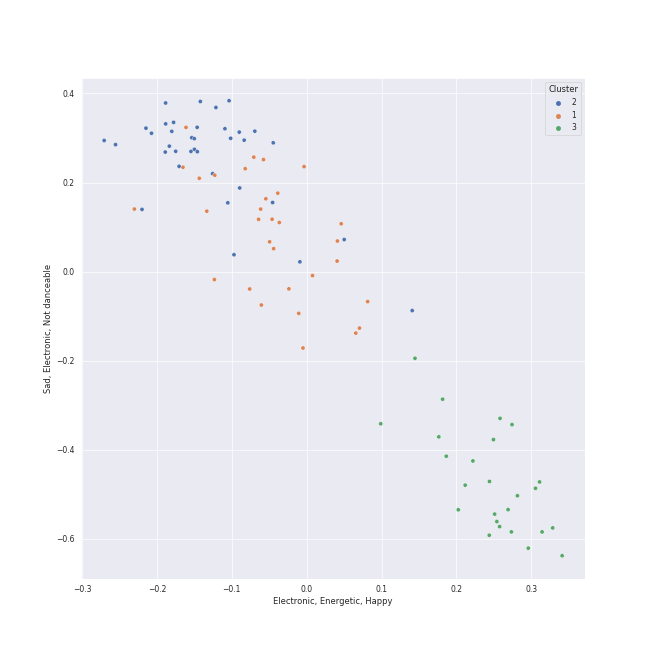 Cluster
2
1
3
0.4
0.2
0.0
−0.2
−0.4
−0.6
Sad, Electronic, Not danceable
−0.3 −0.2 −0.1 0.0 0.1 0.2 0.3
Electronic, Energetic, Happy